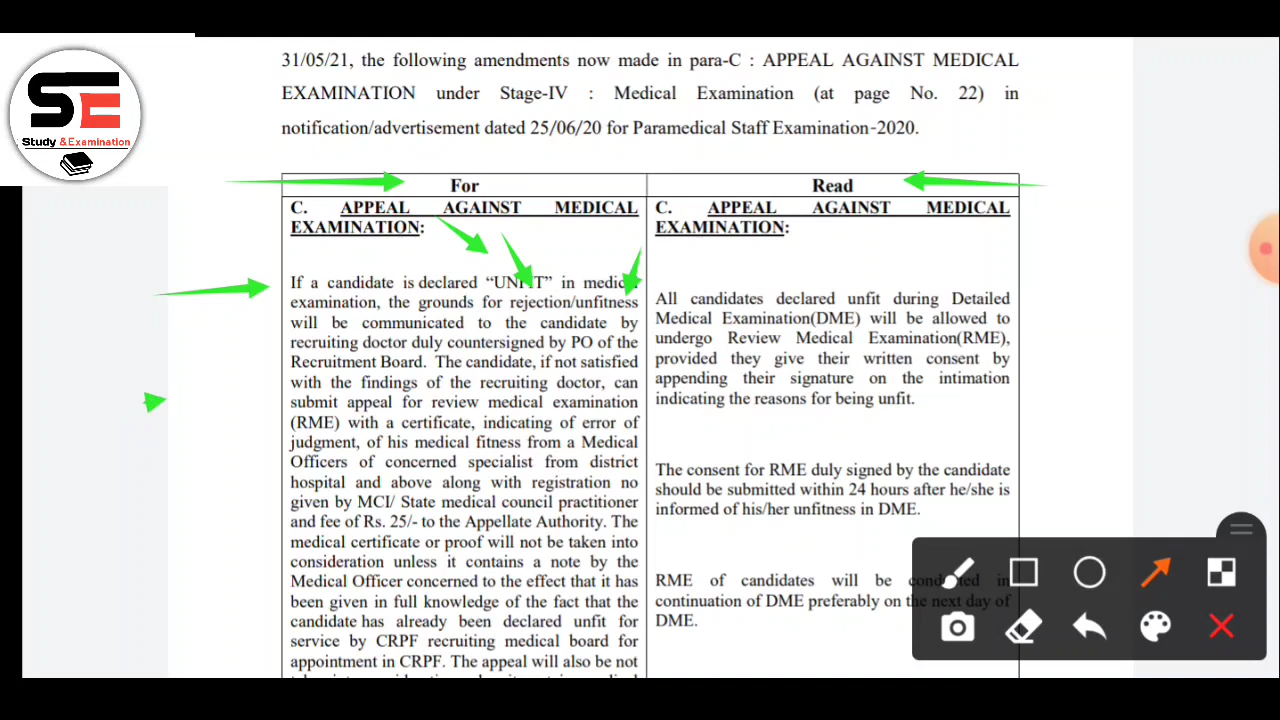 SE
Study & Examination
31/05/21, the following amendments now made in para-C : APPEAL AGAINST MEDICAL
EXAMINATION under Stage-IV : Medical Examination (at page No. 22) in
notification/advertisement dated 25/06/20 for Paramedical Staff Examination-2020.
For
C. APPEAL AGAINST MEDICAL
EXAMINATION:
If a candidate is declared “UNFIT” in medical
examination, the grounds for rejection/unfitness
will be communicated to the candidate by
recruiting doctor duly countersigned by PO of the
Recruitment Board. The candidate, if not satisfied
with the findings of the recruiting doctor, can
submit appeal for review medical examination
(RME) with a certificate, indicating of error of
judgment, of his medical fitness from a Medical
Officers of concerned specialist from district
hospital and above along with registration no
given by MCI/ State medical council practitioner
and fee of Rs. 25/- to the Appellate Authority. The
medical certificate or proof will not be taken into
consideration unless it contains a note by the
Medical Officer concerned to the effect that it has
been given in full knowledge of the fact that the
candidate has already been declared unfit for
service by CRPF recruiting medical board for
appointment in CRPF. The appeal will also be not
Read
C. APPEAL AGAINST MEDICAL
EXAMINATION:
All candidates declared unfit during Detailed
Medical Examination(DME) will be allowed to
undergo Review Medical Examination(RME),
provided they give their written consent by
appending their signature on the intimation
indicating the reasons for being unfit.
The consent for RME duly signed by the candidate
should be submitted within 24 hours after he/she is
informed of his/her unfitness in DME.
RME of candidates will be conducted in
continuation of DME preferably on the next day of
DME.